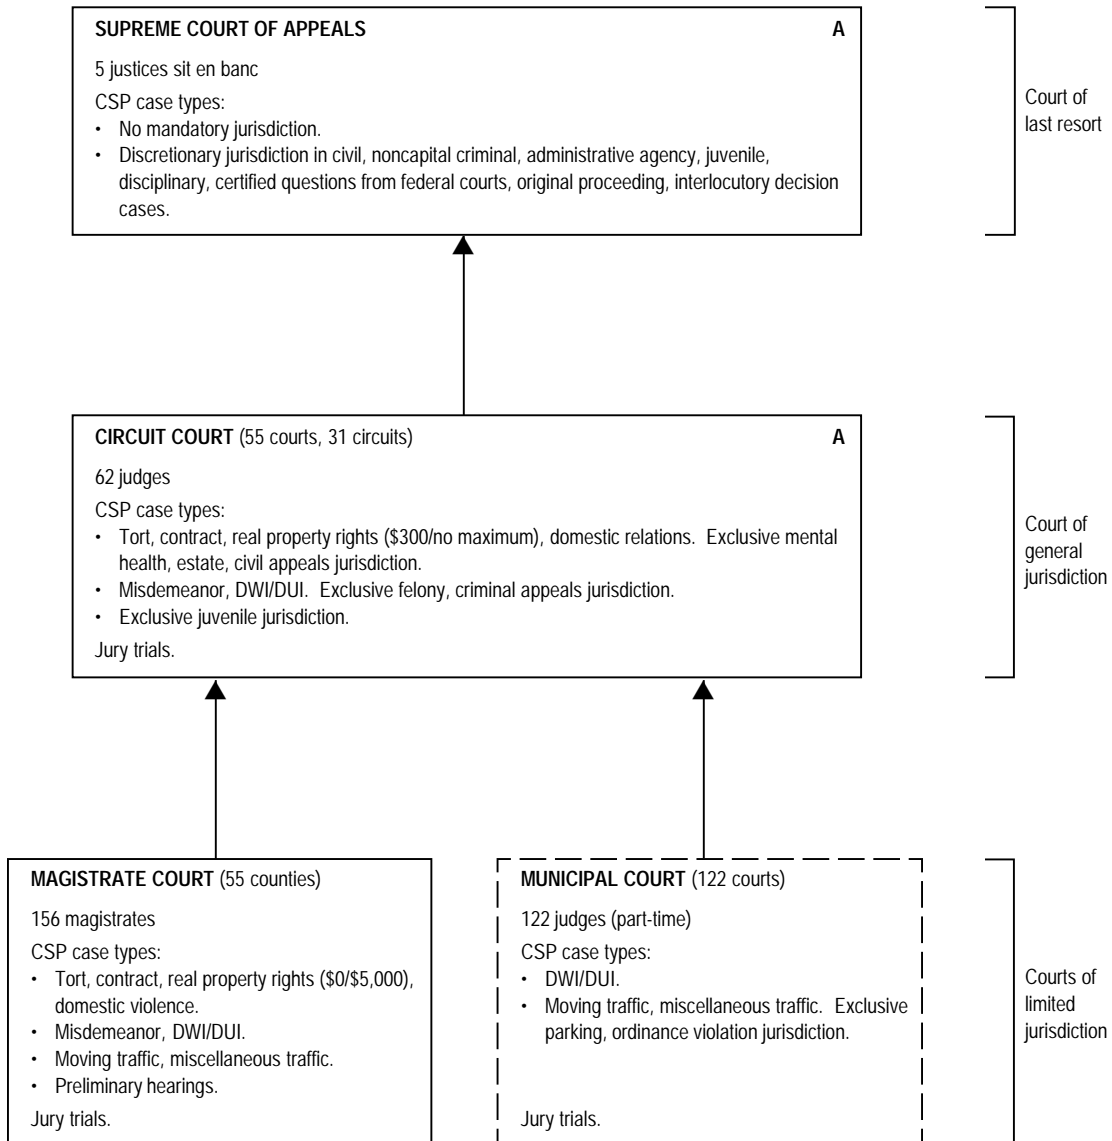 SUPREME COURT OF APPEALS A
5 justices sit en banc
CSP case types:
• No mandatory jurisdiction.
• Discretionary jurisdiction in civil, noncapital criminal, administrative agency, juvenile,
disciplinary, certified questions from federal courts, original proceeding, interlocutory decision
cases.
Court of
last resort
CIRCUIT COURT (55 courts, 31 circuits) A
62 judges
CSP case types:
• Tort, contract, real property rights ($300/no maximum), domestic relations. Exclusive mental
health, estate, civil appeals jurisdiction.
• Misdemeanor, DWI/DUI. Exclusive felony, criminal appeals jurisdiction.
• Exclusive juvenile jurisdiction.
Jury trials.
Court of
general
jurisdiction
MAGISTRATE COURT (55 counties)
156 magistrates
CSP case types:
• Tort, contract, real property rights ($0/$5,000),
domestic violence.
• Misdemeanor, DWI/DUI.
• Moving traffic, miscellaneous traffic.
• Preliminary hearings.
Jury trials.
MUNICIPAL COURT (122 courts)
122 judges (part-time)
CSP case types:
• DWI/DUI.
• Moving traffic, miscellaneous traffic. Exclusive
parking, ordinance violation jurisdiction.
Jury trials.
Courts of
limited
jurisdiction